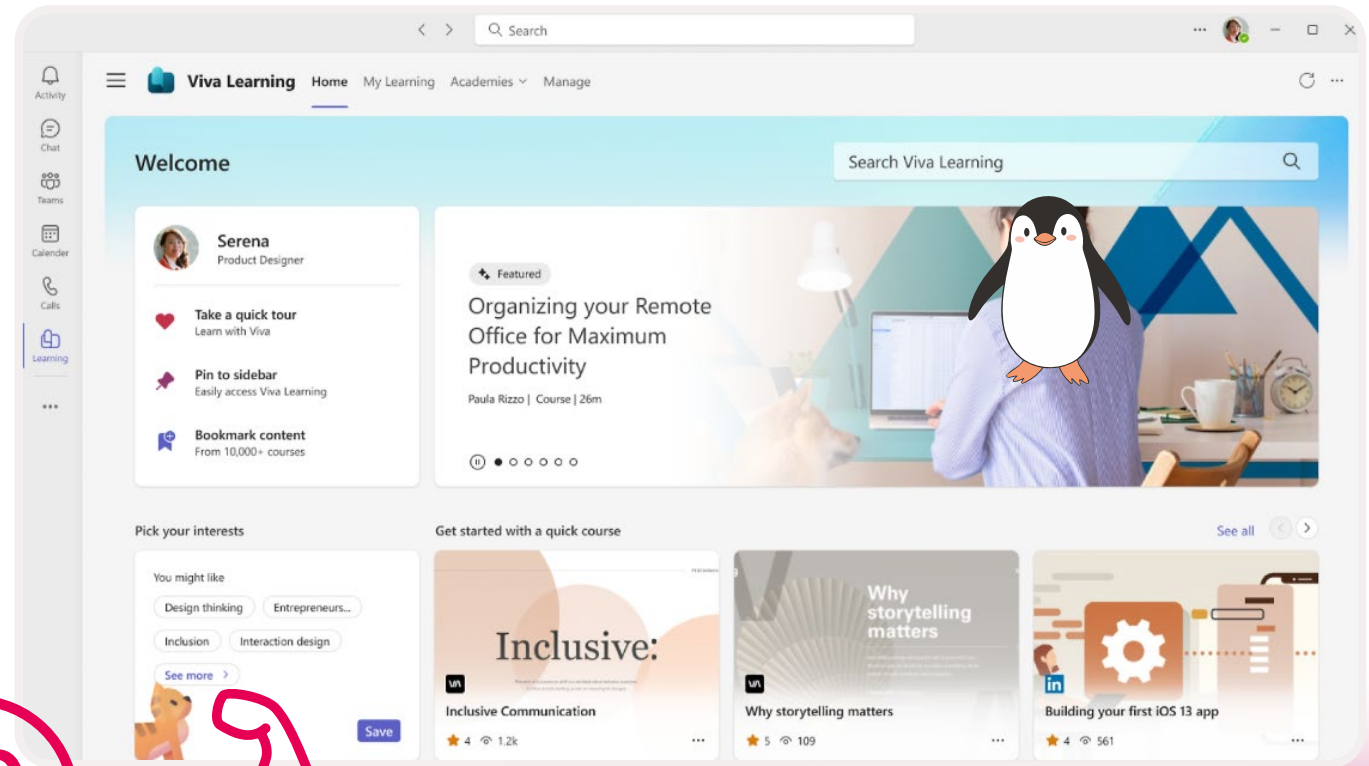 Search
Activity
Chat
Teams
Calender
Calls
Learning
Viva Learning Home My Learning Academies Manage
Welcome
Search Viva Learning
Serena
Product Designer
Take a quick tour
Learn with Viva
Pin to sidebar
Easily access Viva Learning
Bookmark content
From 10,000+ courses
Featured
Organizing your Remote
Office for Maximum
Productivity
Paula Rizzo | Course | 26m
Pick your interests
You might like
Design thinking Entrepreneurs...
Inclusion Interaction design
See more
Save
Get started with a quick course
See all
Inclusive:
Inclusive Communication
4 1.2k
Why
storytelling
matters
Why storytelling matters
5 109
in
Building your first iOS 13 app
4 561